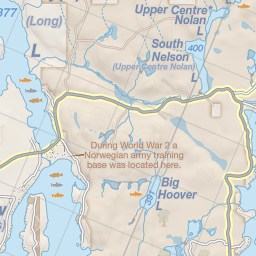 877
(Long)
L
Upper Centre
Nolan
L
400
South
Nelson
(Upper Centre Nolan)
L
During World War 2 a
Norwegian army training
base was located here.
Big
Hoover
L
L